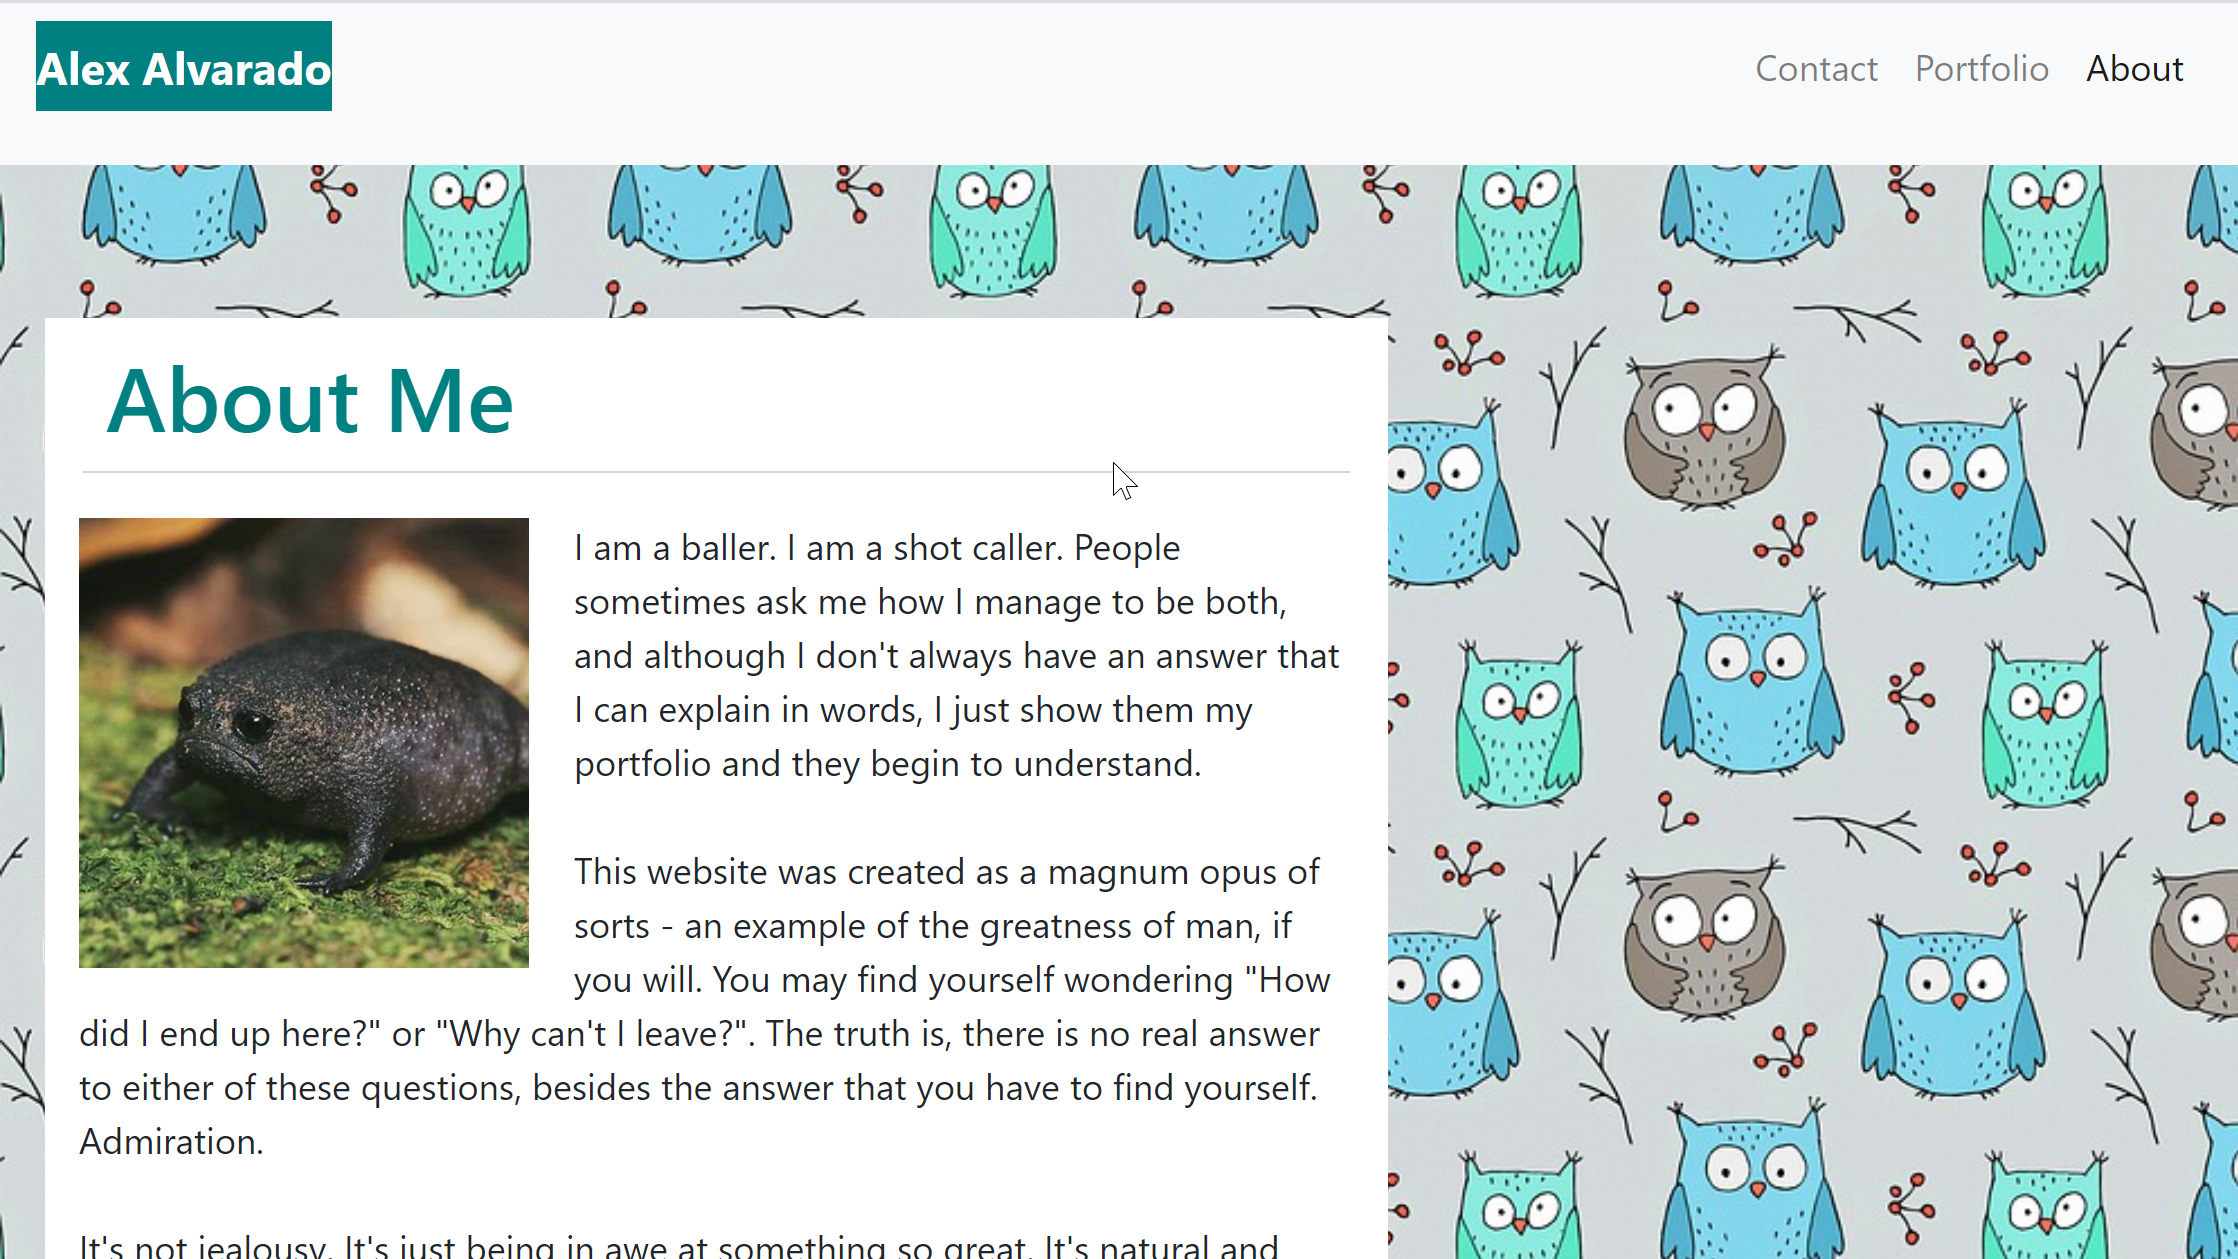 Alex Alvarado
Contact Portfolio About
About Me
I am a baller. I am a shot caller. People
sometimes ask me how I manage to be both,
and although I don't always have an answer that
I can explain in words, I just show them my
portfolio and they begin to understand.
This website was created as a magnum opus of
sorts - an example of the greatness of man, if
you will. You may find yourself wondering "How
did I end up here?" or "Why can't I leave?". The truth is, there is no real answer
to either of these questions, besides the answer that you have to find yourself.
Admiration.
It's not jealousy. It's just being in awe at something so great. It's natural and